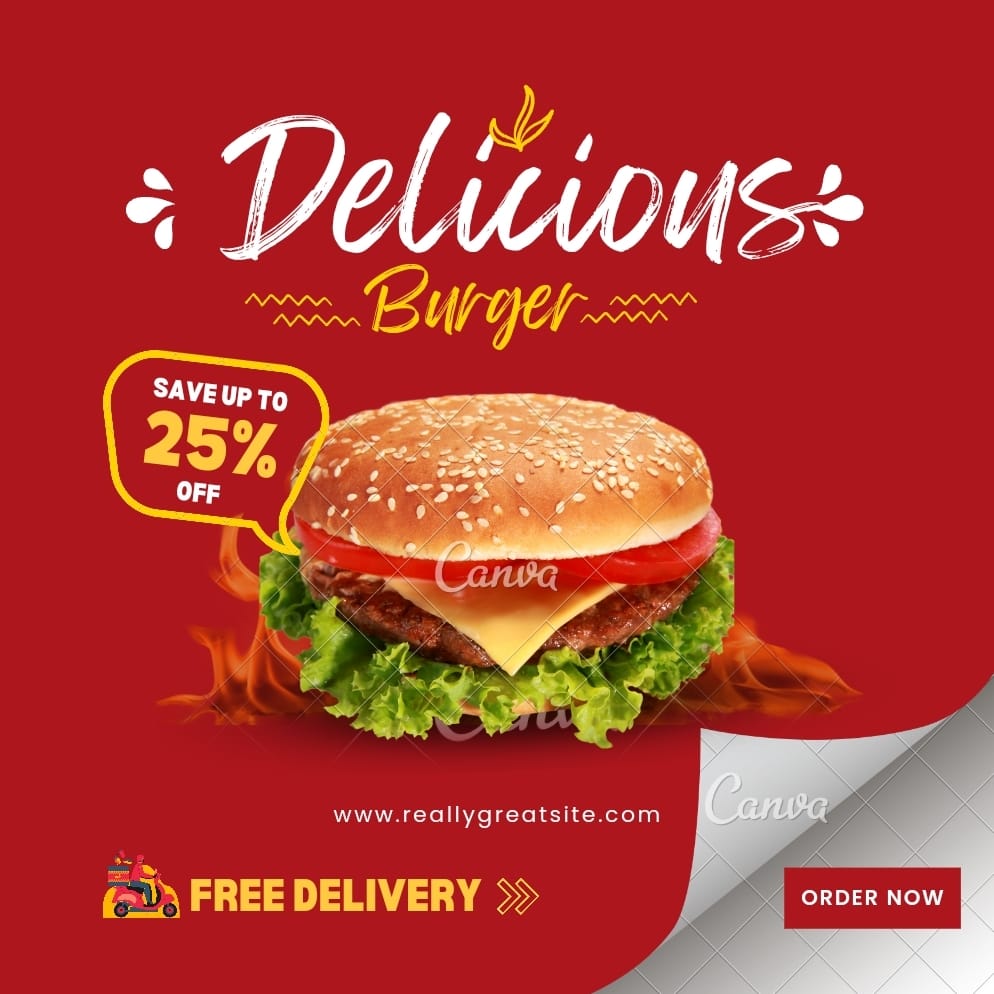 Delicious
Burger
SAVE UP TO
25%
OFF
Canva
Canva
www.reallygreatsite.com
Canva
FREE DELIVERY
ORDER NOW